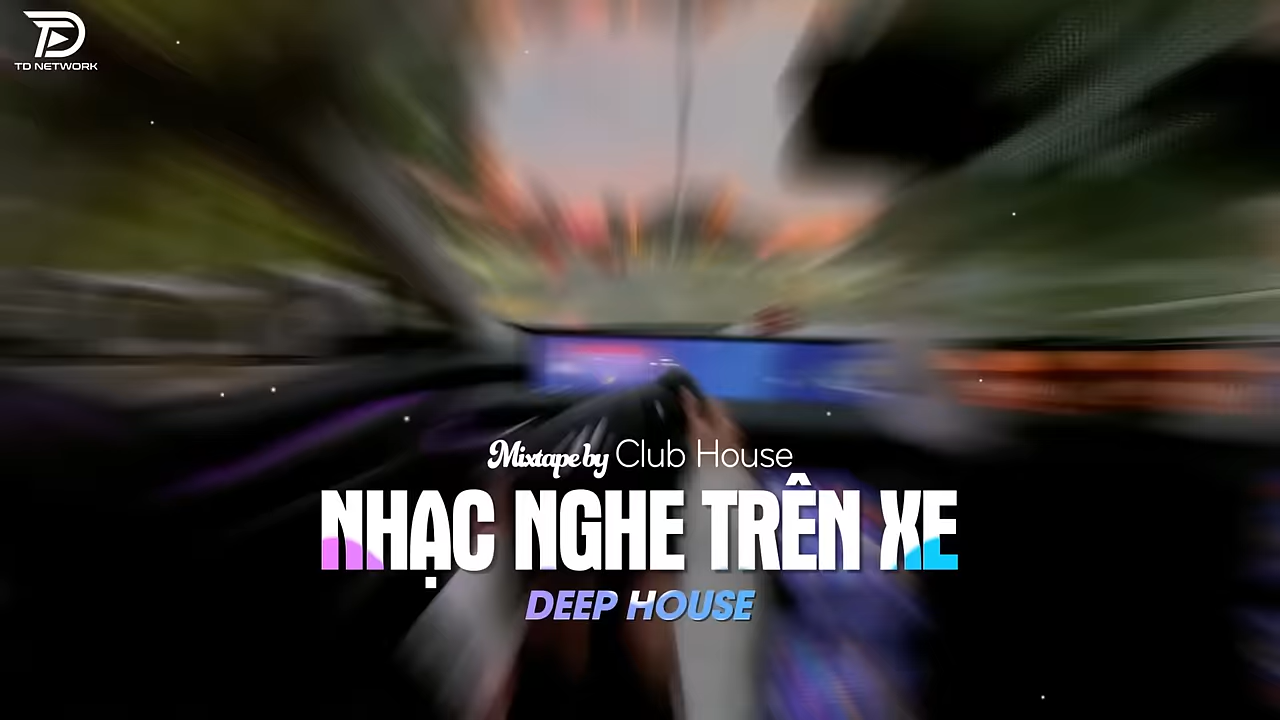 TD NETWORK
Mixtape by Club House
NHẠC NGHE TRÊN XE
DEEP HOUSE